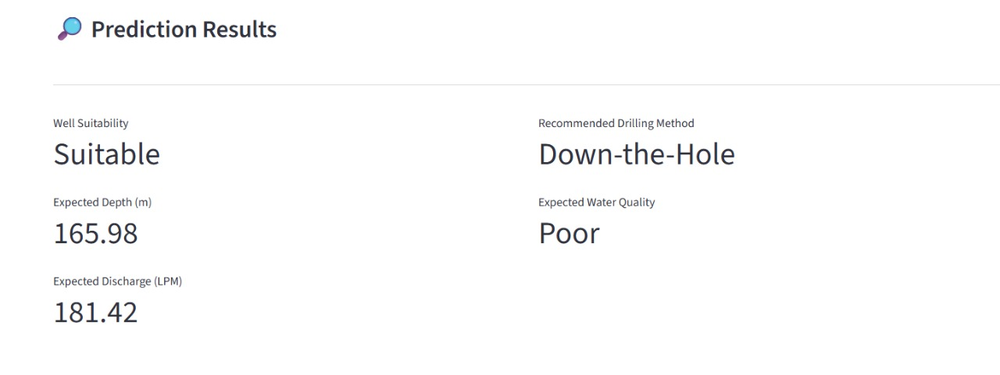 Prediction Results
Well Suitability
Suitable
Recommended Drilling Method
Down-the-Hole
Expected Depth (m)
165.98
Expected Water Quality
Poor
Expected Discharge (LPM)
181.42